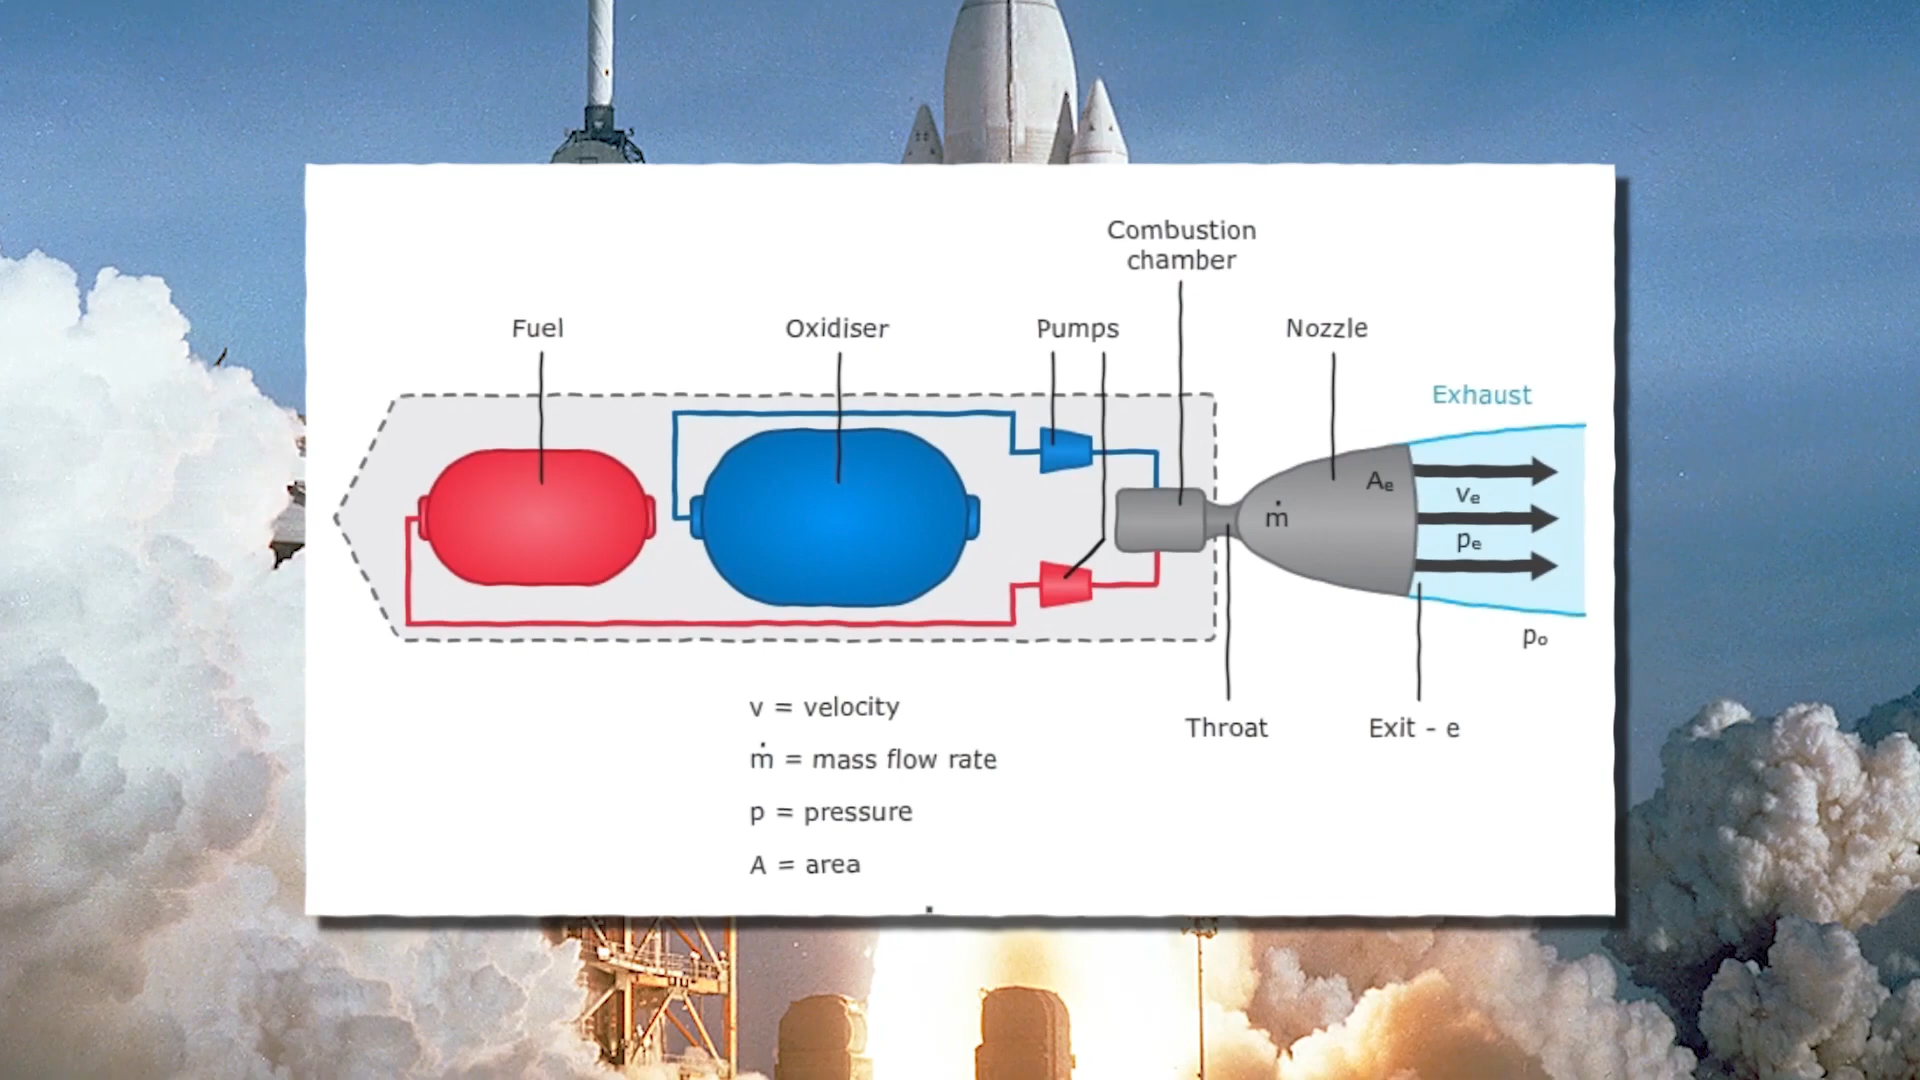 Combustion
chamber
Fuel
Oxidiser
Pumps
Nozzle
Exhaust
Aₑ
vₑ
ṁ
pₑ
pₒ
Throat
Exit - e
v = velocity
ṁ = mass flow rate
p = pressure
A = area